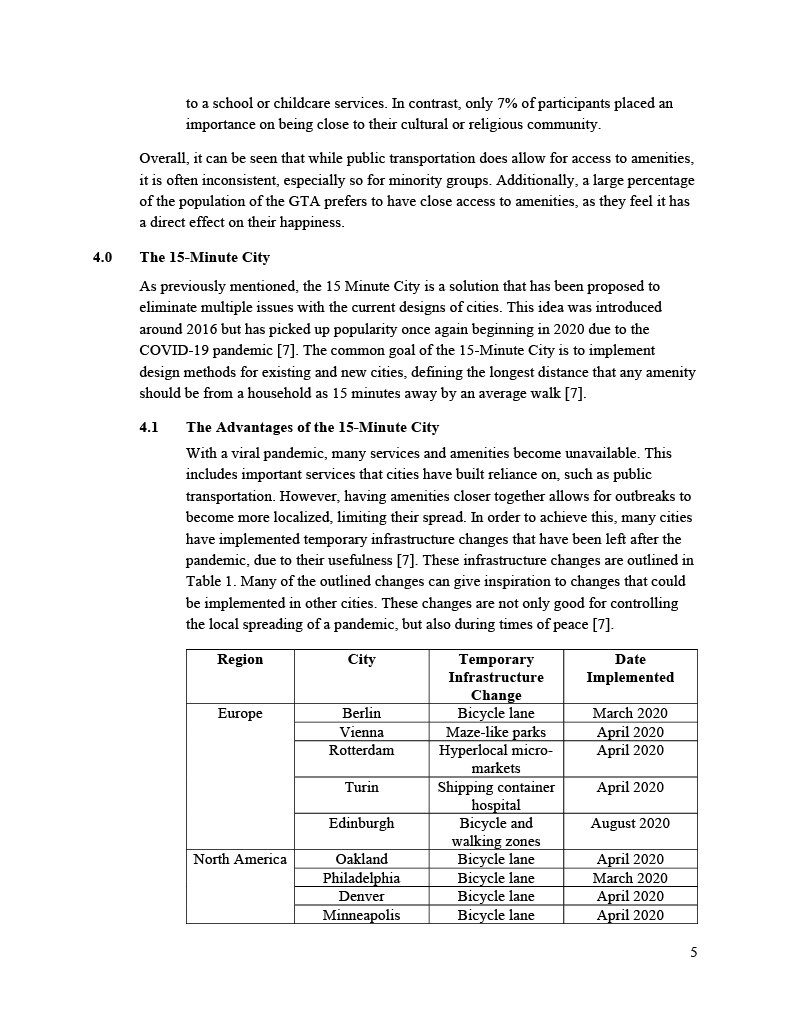 to a school or childcare services. In contrast, only 7% of participants placed an
importance on being close to their cultural or religious community.
Overall, it can be seen that while public transportation does allow for access to amenities,
it is often inconsistent, especially so for minority groups. Additionally, a large percentage
of the population of the GTA prefers to have close access to amenities, as they feel it has
a direct effect on their happiness.
4.0 The 15-Minute City
As previously mentioned, the 15 Minute City is a solution that has been proposed to
eliminate multiple issues with the current designs of cities. This idea was introduced
around 2016 but has picked up popularity once again beginning in 2020 due to the
COVID-19 pandemic [7]. The common goal of the 15-Minute City is to implement
design methods for existing and new cities, defining the longest distance that any amenity
should be from a household as 15 minutes away by an average walk [7].
4.1 The Advantages of the 15-Minute City
With a viral pandemic, many services and amenities become unavailable. This
includes important services that cities have built reliance on, such as public
transportation. However, having amenities closer together allows for outbreaks to
become more localized, limiting their spread. In order to achieve this, many cities
have implemented temporary infrastructure changes that have been left after the
pandemic, due to their usefulness [7]. These infrastructure changes are outlined in
Table 1. Many of the outlined changes can give inspiration to changes that could
be implemented in other cities. These changes are not only good for controlling
the local spreading of a pandemic, but also during times of peace [7].
Region City Temporary Date
Infrastructure Implemented
Change
Europe Berlin Bicycle lane March 2020
Vienna Maze-like parks April 2020
Rotterdam Hyperlocal micro- April 2020
markets
Turin Shipping container April 2020
hospital
Edinburgh Bicycle and August 2020
walking zones
North America Oakland Bicycle lane April 2020
Philadelphia Bicycle lane March 2020
Denver Bicycle lane April 2020
Minneapolis Bicycle lane April 2020
5